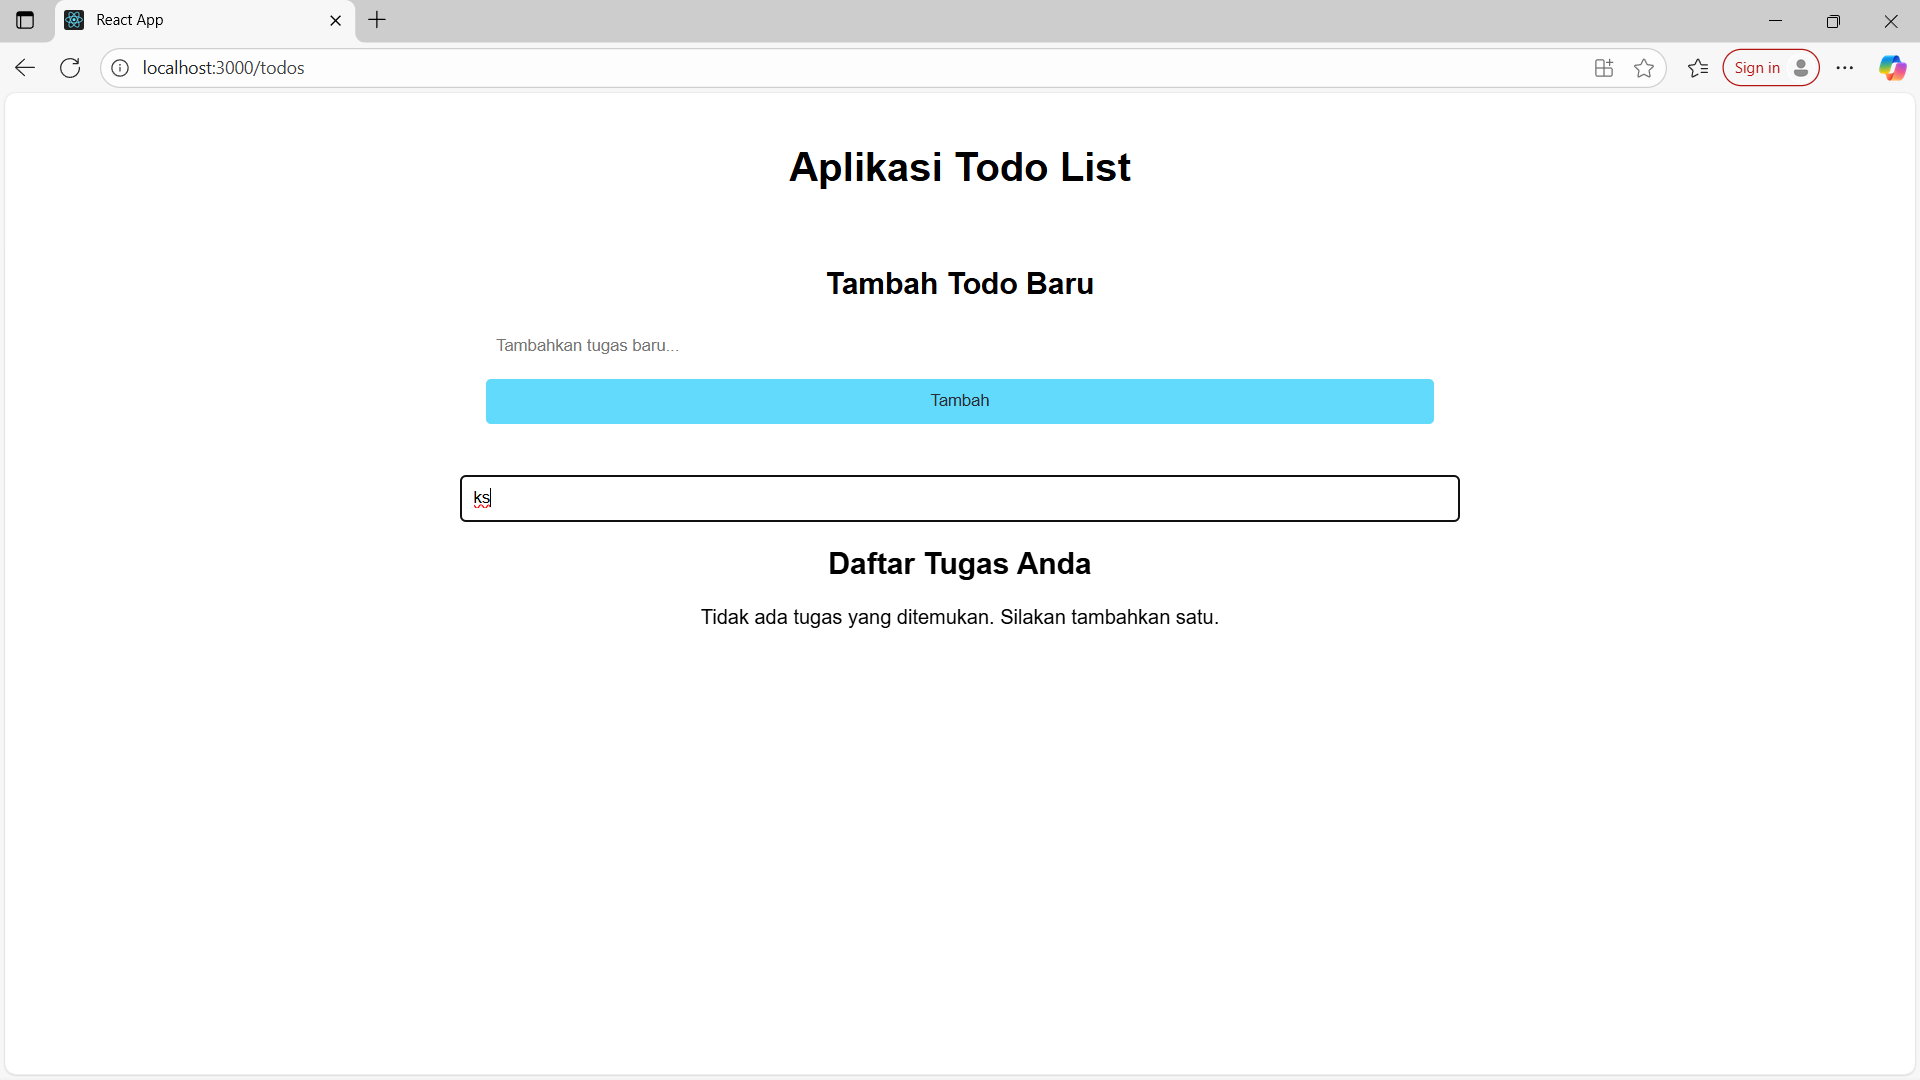 React App
localhost:3000/todos
Sign in
Aplikasi Todo List
Tambah Todo Baru
Tambahkan tugas baru...
Tambah
ks
Daftar Tugas Anda
Tidak ada tugas yang ditemukan. Silakan tambahkan satu.